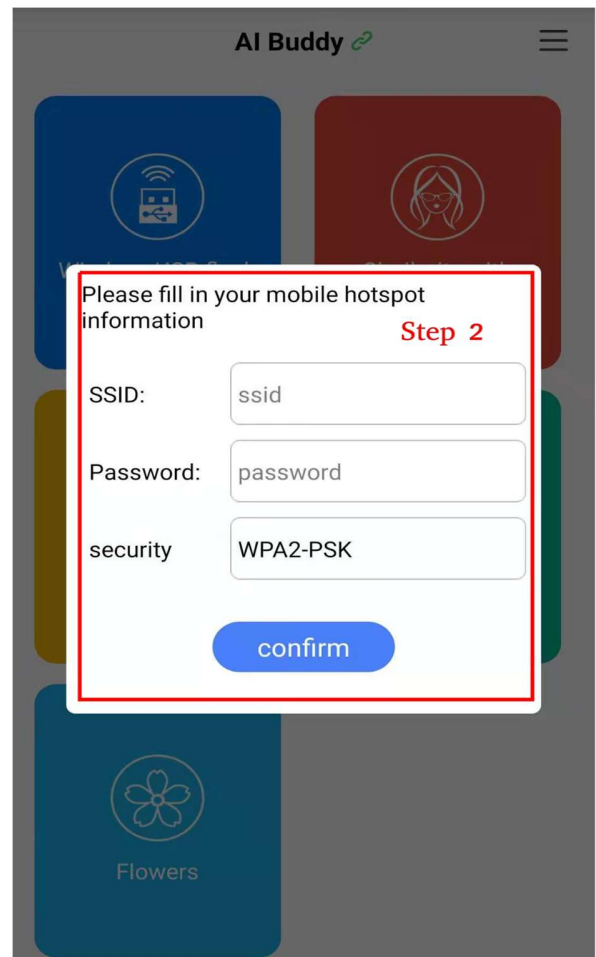 AI Buddy
Please fill in your mobile hotspot
information
Step 2
SSID:
ssid
Password:
password
security
WPA2-PSK
confirm
Flowers